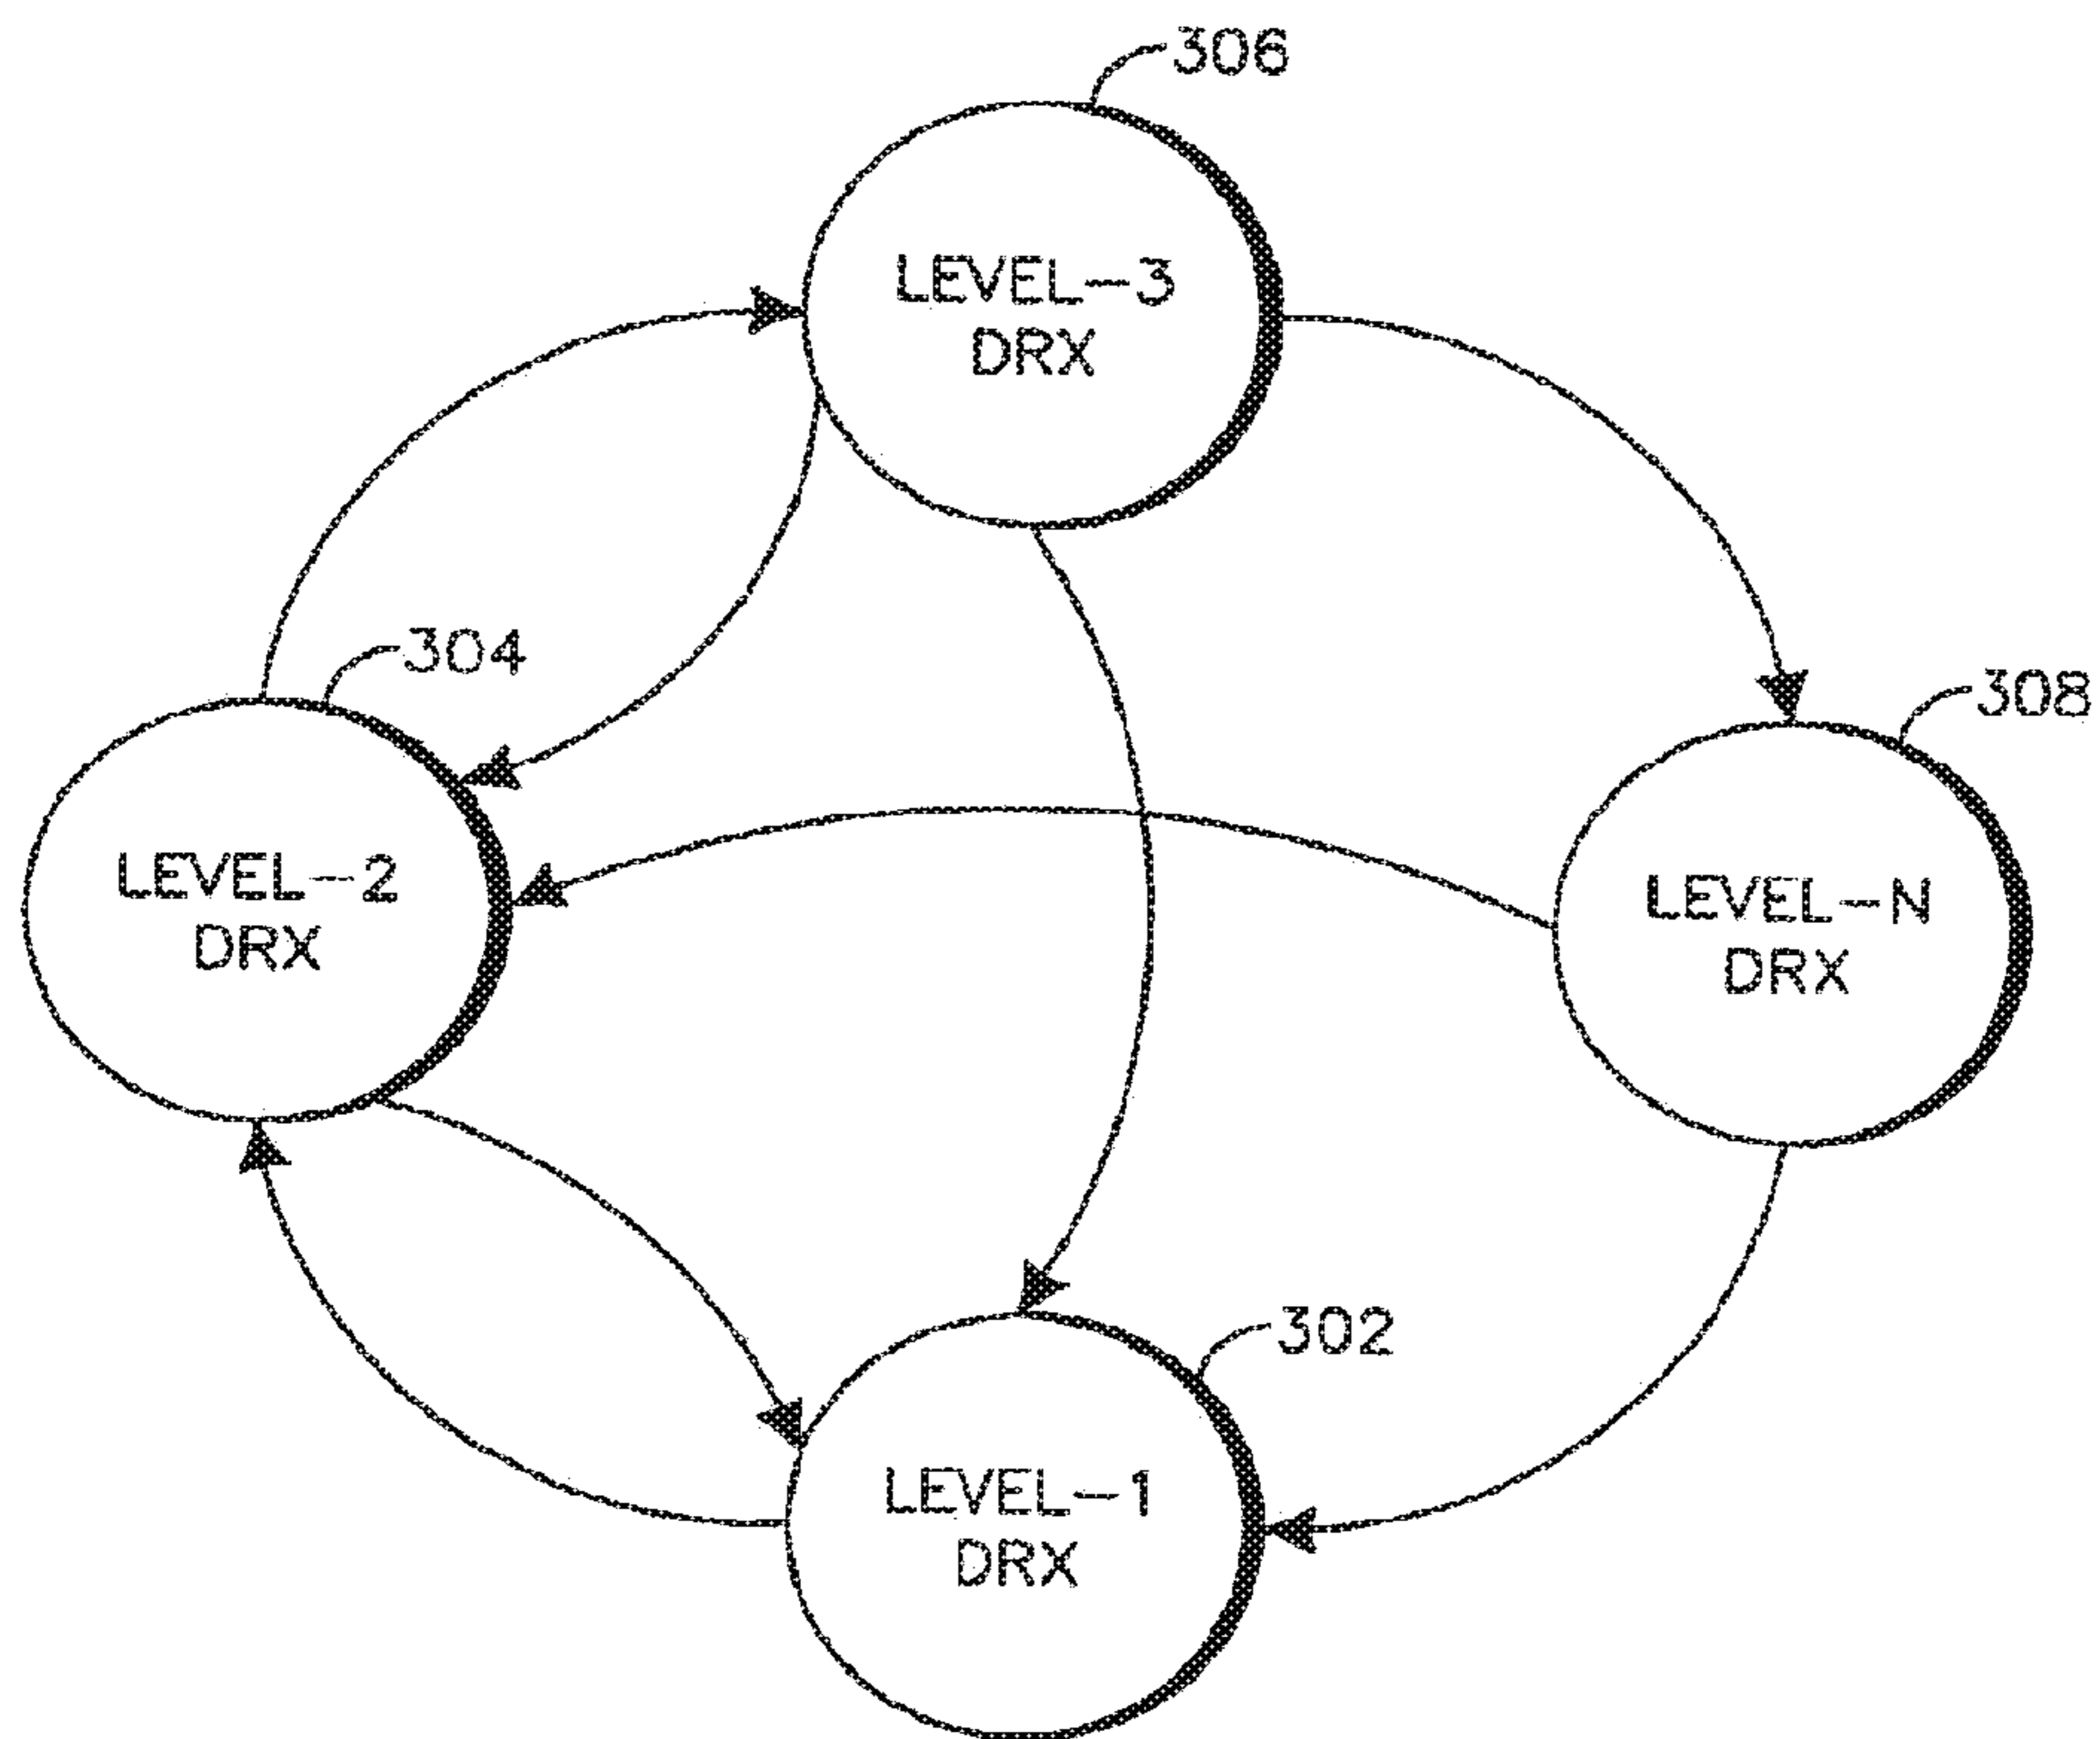 306
LEVEL-3
DRX
304
308
LEVEL-2
DRX
LEVEL-N
DRX
302
LEVEL-1
DRX